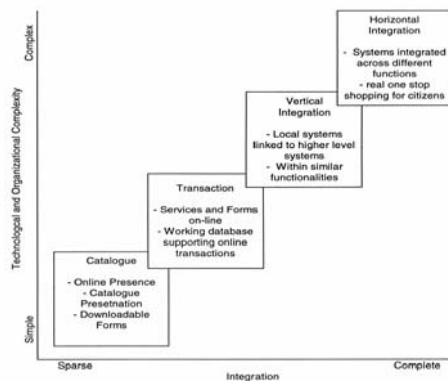 Complex
Technological and Organizational Complexity
Simple
Horizontal
Integration
- Systems integrated
across different
functions
- real one stop
shopping for citizens
Vertical
Integration
- Local systems
linked to higher level
systems
- Within similar
functionalities
Transaction
- Services and Forms
on-line
- Working database
supporting online
transactions
Catalogue
- Online Presence
- Catalogue
Presetnation
- Downloadable
Forms
Sparse
Complete
Integration